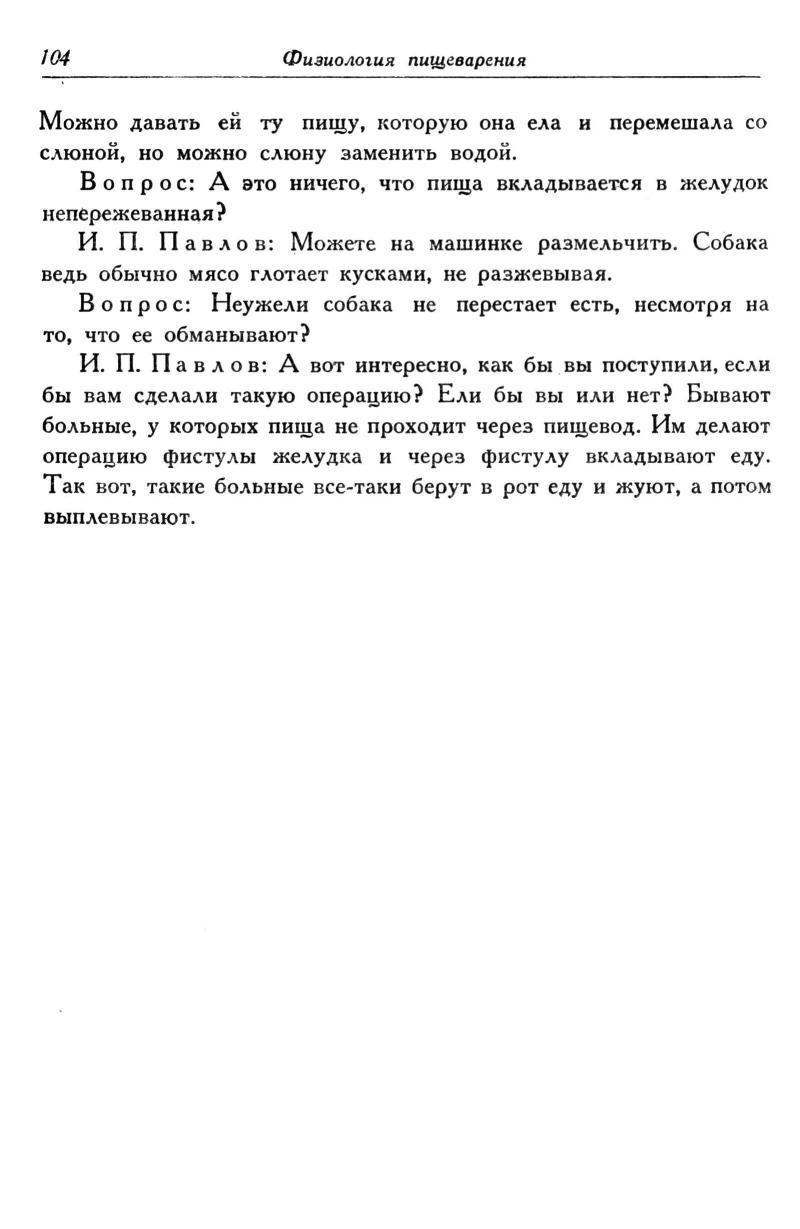 104
Физиология пищеварения
Можно давать ей ту пищу, которую она ела и перемешала со
слюной, но можно слюну заменить водой.
Вопрос: А это ничего, что пища вкладывается в желудок
непережеванная?
И. П. Павлов: Можете на машинке размельчить. Собака
ведь обычно мясо глотает кусками, не разжевывая.
Вопрос: Неужели собака не перестает есть, несмотря на
то, что ее обманывают?
И. П. Павлов: А вот интересно, как бы вы поступили, если
бы вам сделали такую операцию? Ели бы вы или нет? Бывают
больные, у которых пища не проходит через пищевод. Им делают
операцию фистулы желудка и через фистулу вкладывают еду.
Так вот, такие больные все-таки берут в рот еду и жуют, а потом
выплевывают.